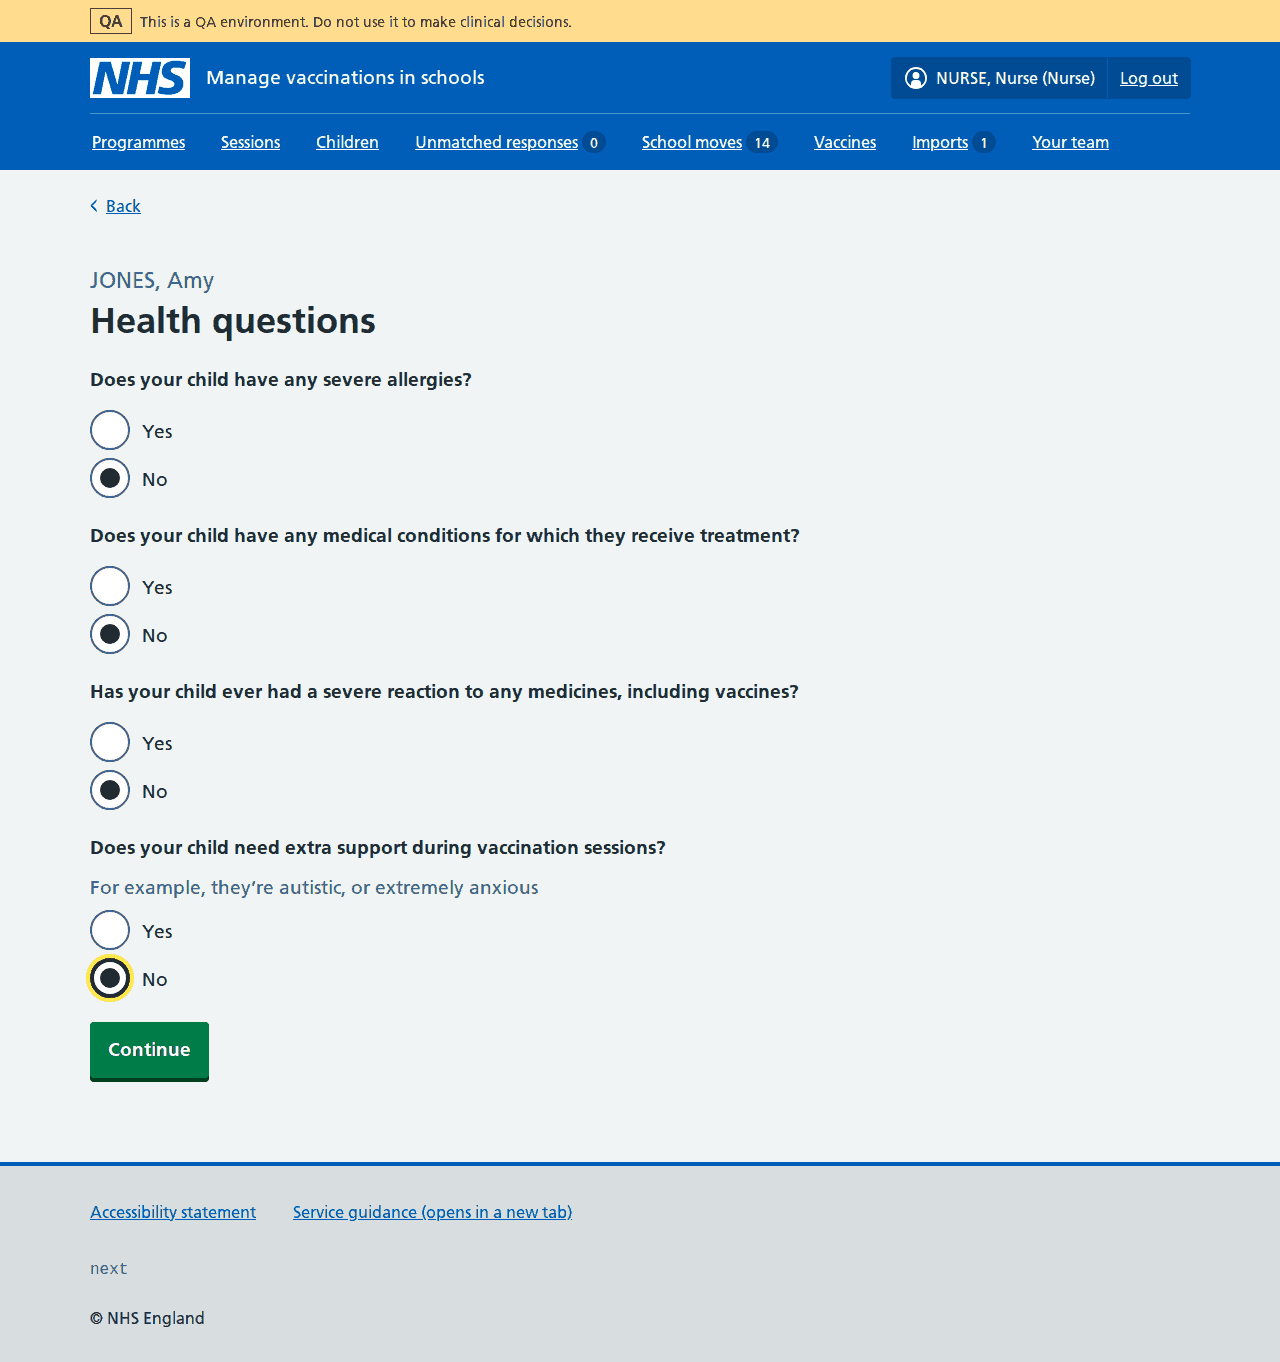 QA This is a QA environment. Do not use it to make clinical decisions.
NHS Manage vaccinations in schools NURSE, Nurse (Nurse) Log out
Programmes Sessions Children Unmatched responses 0 School moves 14 Vaccines Imports 1 Your team
Back
JONES, Amy
Health questions
Does your child have any severe allergies?
Yes
No
Does your child have any medical conditions for which they receive treatment?
Yes
No
Has your child ever had a severe reaction to any medicines, including vaccines?
Yes
No
Does your child need extra support during vaccination sessions?
For example, they’re autistic, or extremely anxious
Yes
No
Continue
Accessibility statement Service guidance (opens in a new tab)
next
© NHS England